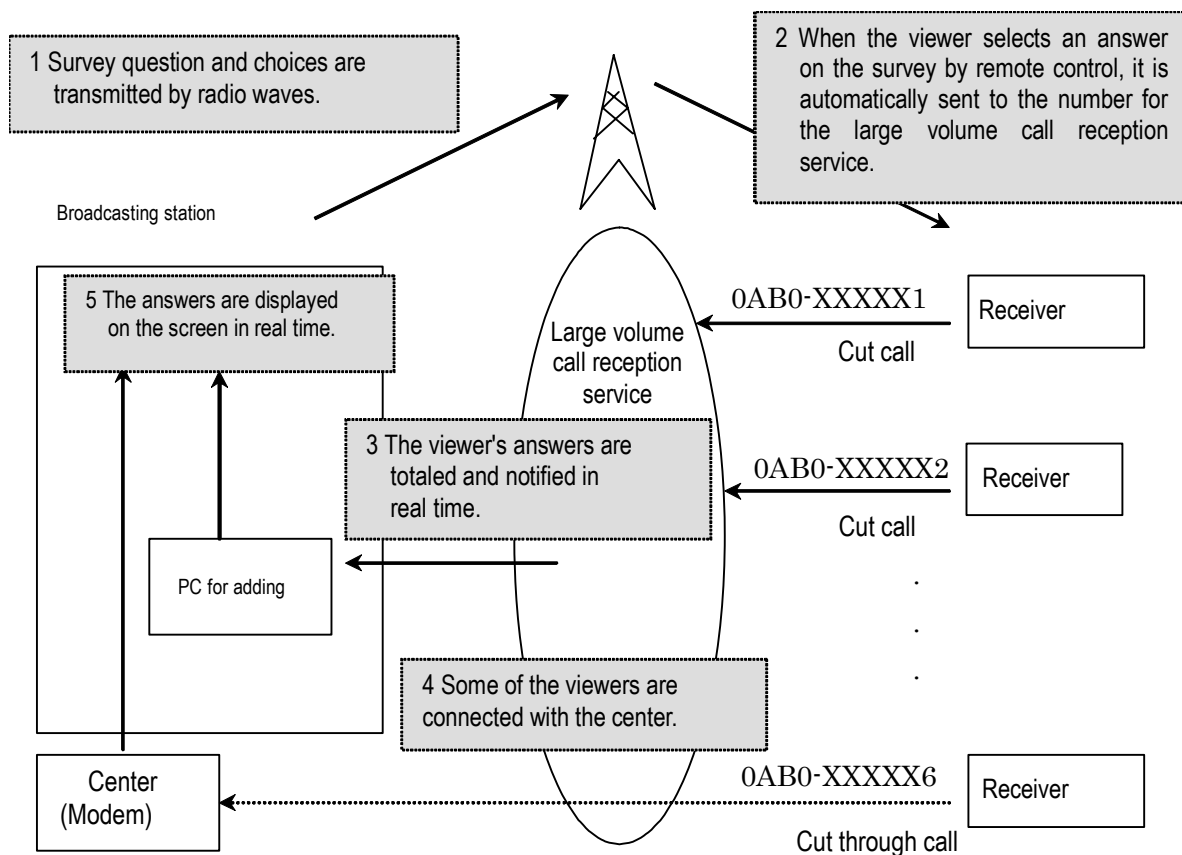 1 Survey question and choices are
transmitted by radio waves.
2 When the viewer selects an answer
on the survey by remote control, it is
automatically sent to the number for
the large volume call reception
service.
Broadcasting station
5 The answers are displayed
on the screen in real time.
Large volume
call reception
service
0AB0-XXXXX1
Receiver
Cut call
3 The viewer's answers are
totaled and notified in
real time.
0AB0-XXXXX2
Receiver
Cut call
PC for adding
.
.
.
4 Some of the viewers are
connected with the center.
Center
(Modem)
0AB0-XXXXX6
Receiver
Cut through call